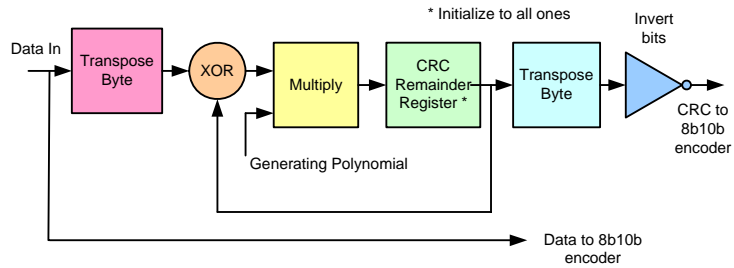 * Initialize to all ones
Invert
bits
Data In
Transpose
Byte
XOR
Multiply
CRC
Remainder
Register *
Transpose
Byte
CRC to
8b10b
encoder
Generating Polynomial
Data to 8b10b
encoder